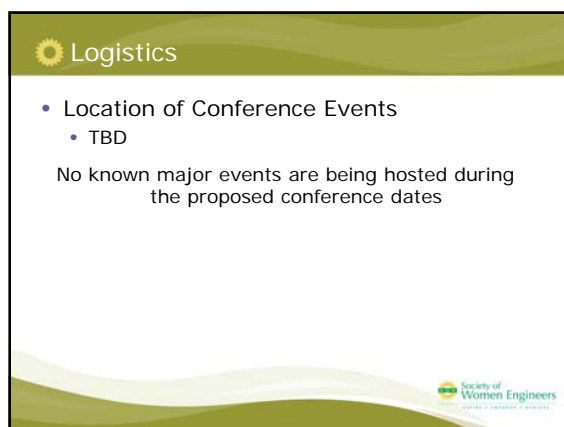 Logistics
• Location of Conference Events
• TBD
No known major events are being hosted during
the proposed conference dates
Society of
Women Engineers